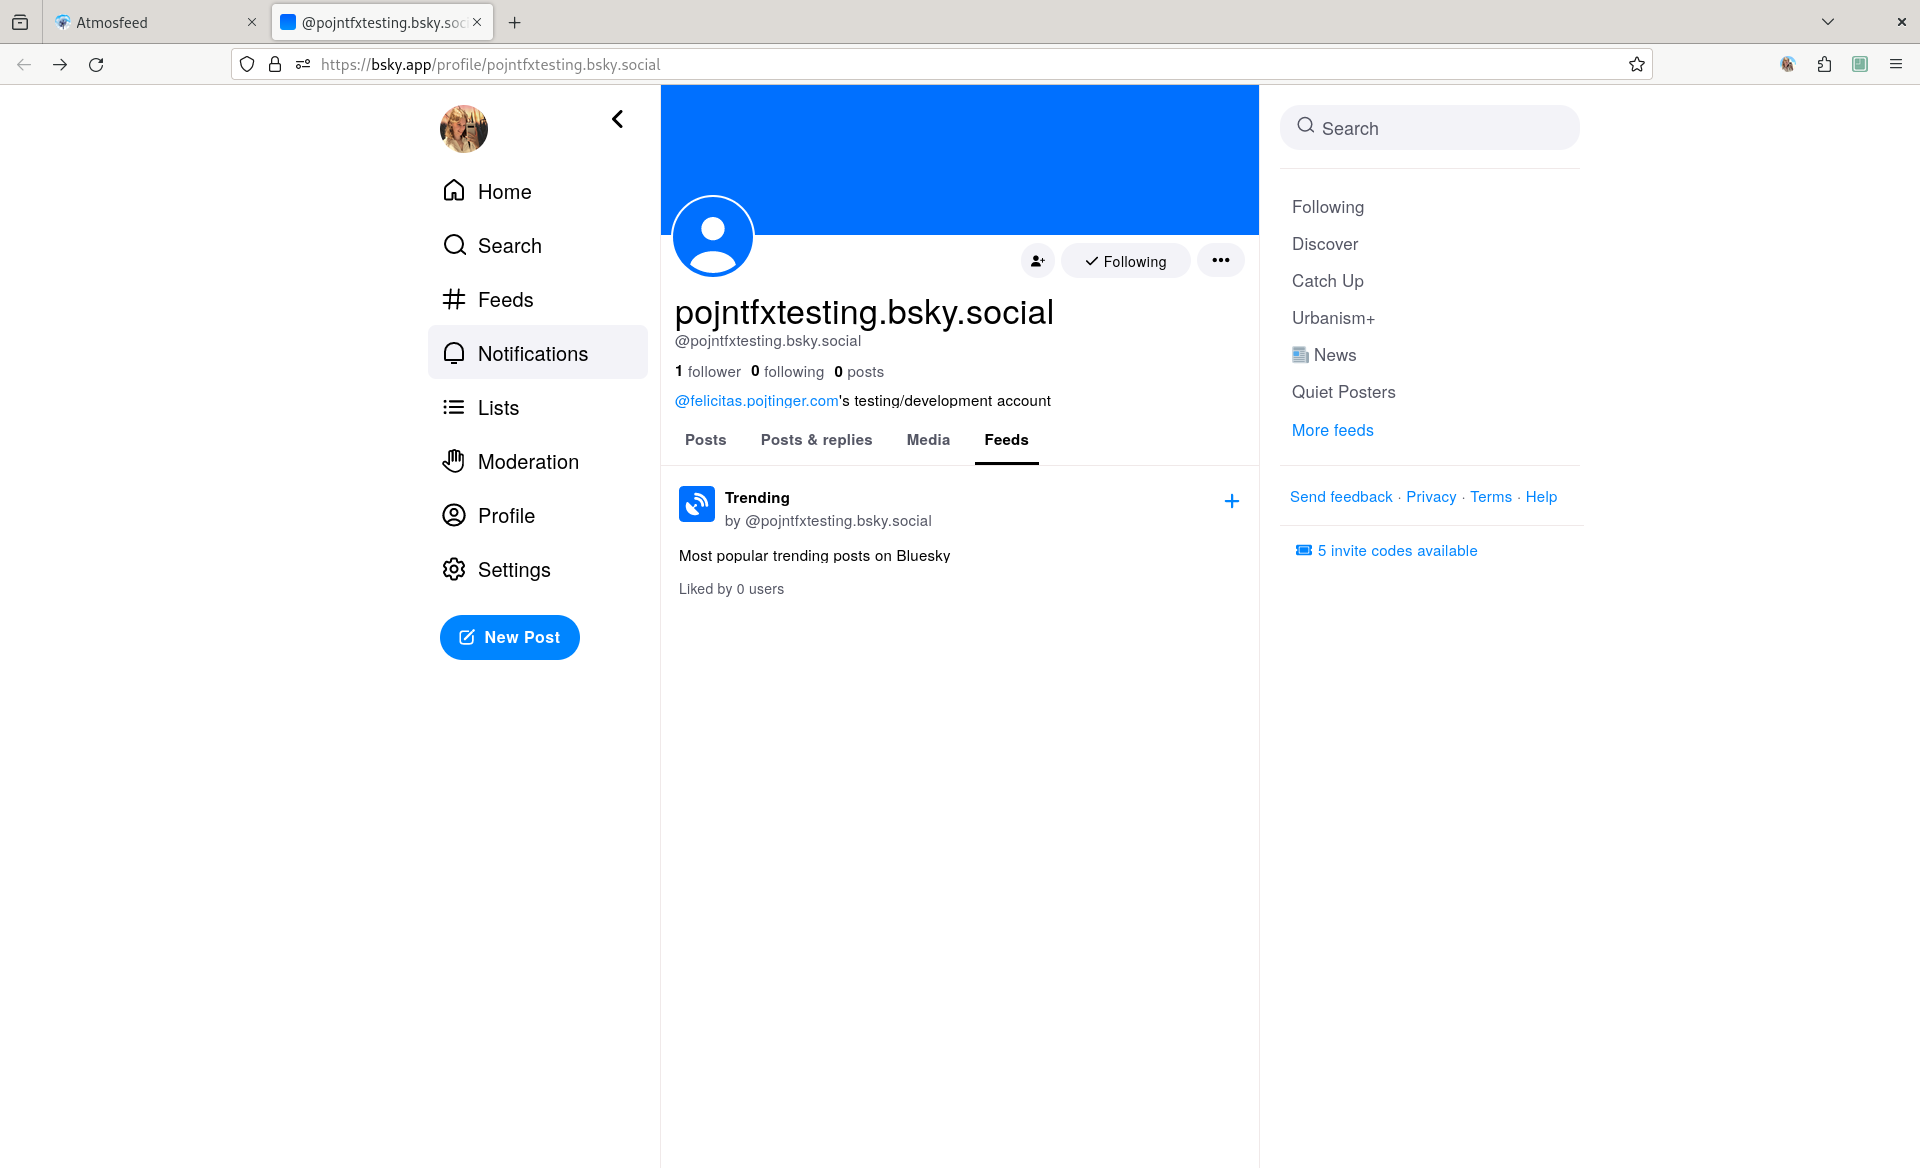 Atmosfeed
@pojntfxtesting.bsky.soc
https://bsky.app/profile/pojntfxtesting.bsky.social
Home
Search
Feeds
Notifications
Lists
Moderation
Profile
Settings
New Post
Following
pojntfxtesting.bsky.social
@pojntfxtesting.bsky.social
1 follower 0 following 0 posts
@felicitas.pojtinger.com's testing/development account
Posts Posts & replies Media Feeds
Trending
by @pojntfxtesting.bsky.social
Most popular trending posts on Bluesky
Liked by 0 users
Search
Following
Discover
Catch Up
Urbanism+
📰 News
Quiet Posters
More feeds
Send feedback · Privacy · Terms · Help
5 invite codes available